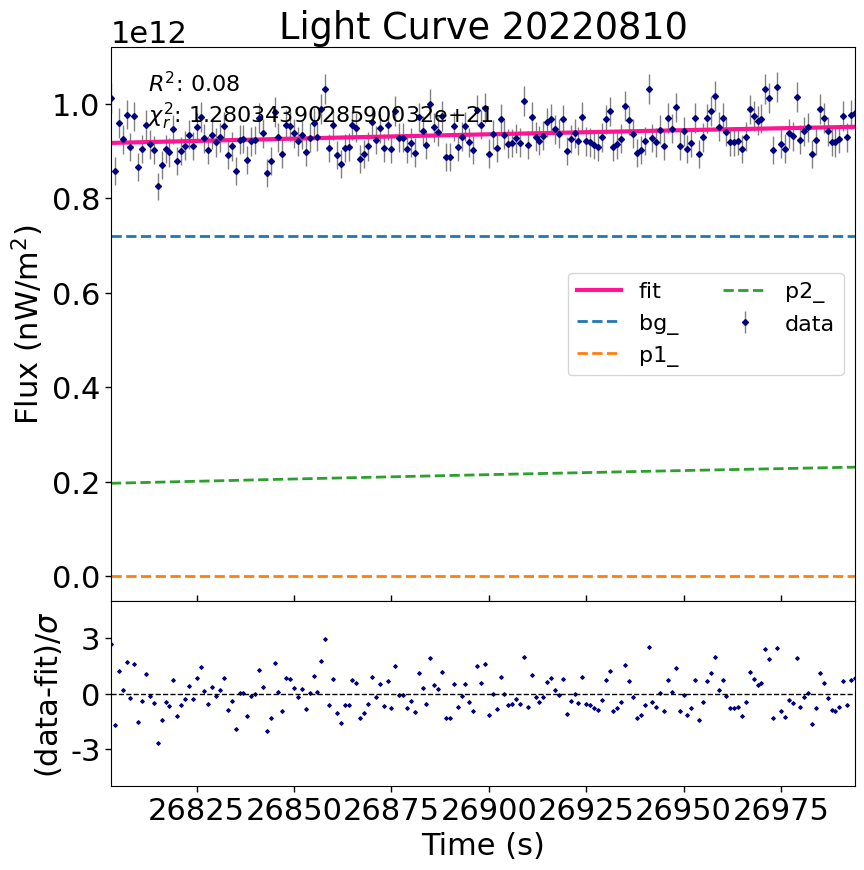 Light Curve 20220810
1e12
R²: 0.08
χ²ᵣ: 1.2803439028590032e+21
1.0
0.8
0.6
0.4
0.2
0.0
Flux (nW/m²)
fit
bg_
p1_
p2_
data
3
0
-3
(data-fit)/σ
26825 26850 26875 26900 26925 26950 26975
Time (s)